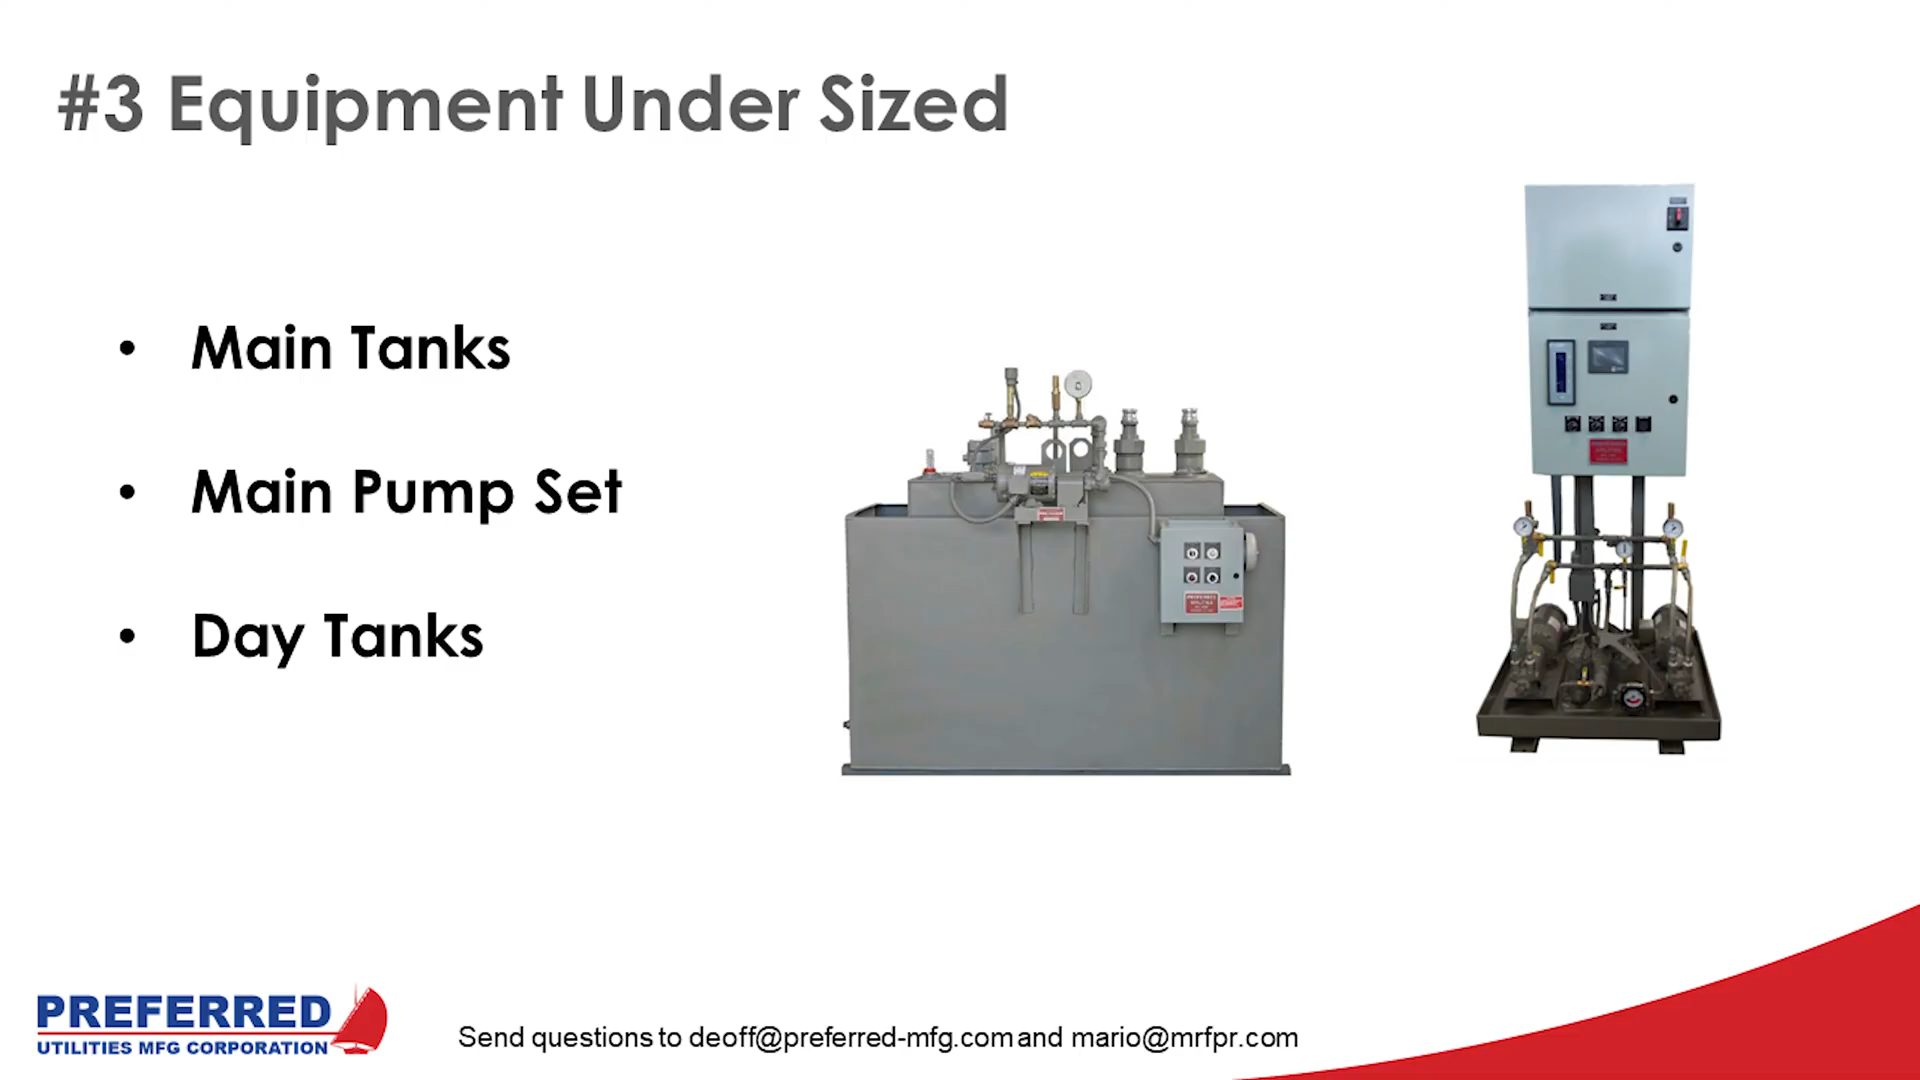 #3 Equipment Under Sized
• Main Tanks
• Main Pump Set
• Day Tanks
PREFERRED
UTILITIES MFG CORPORATION
Send questions to deoff@preferred-mfg.com and mario@mrfpr.com